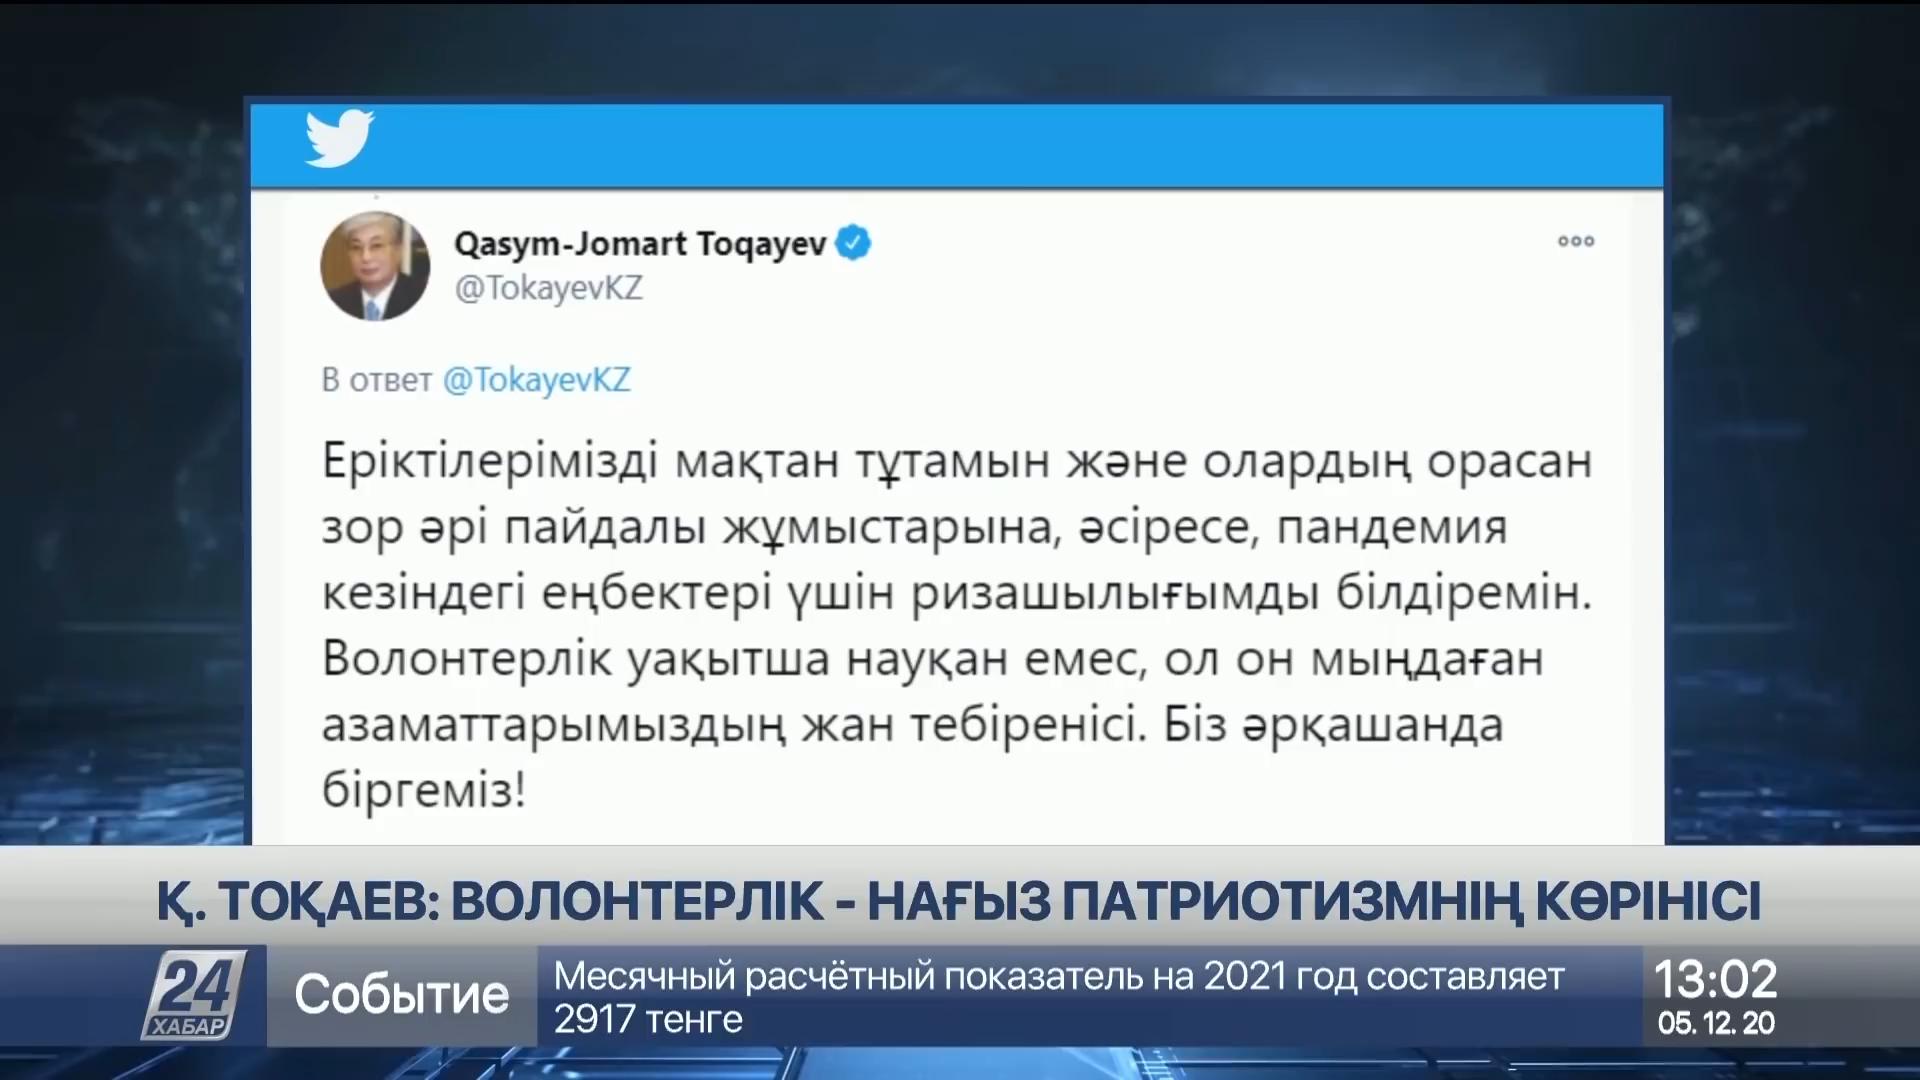 Qasym-Jomart Toqayev
@TokayevKZ
В ответ @TokayevKZ
Еріктілерімізді мақтан тұтамын және олардың орасан
зор әрі пайдалы жұмыстарына, әсіресе, пандемия
кезіндегі еңбектері үшін ризашылығымды білдіремін.
Волонтерлік уақытша науқан емес, ол он мыңдаған
азаматтарымыздың жан тебіренісі. Біз әрқашанда
біргеміз!
Қ. ТОҚАЕВ: ВОЛОНТЕРЛІК - НАҒЫЗ ПАТРИОТИЗМНІҢ КӨРІНІСІ
24
ХАБАР
Событие
Месячный расчётный показатель на 2021 год составляет
2917 тенге
13:02
05. 12. 20